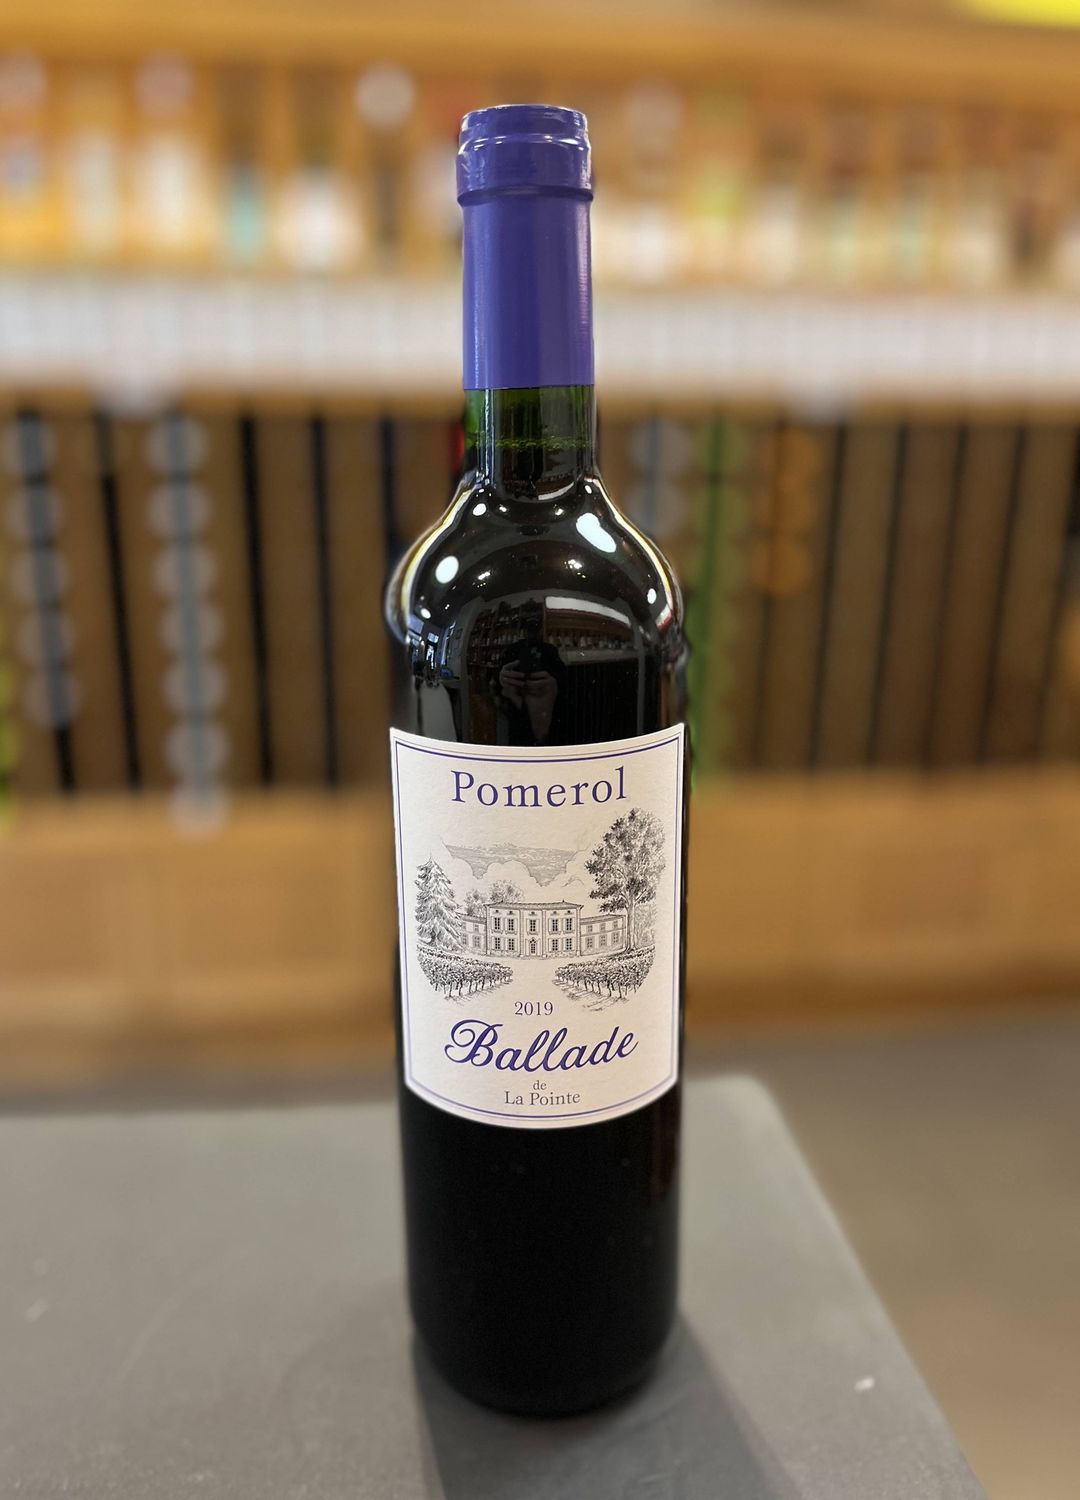 Pomerol
2019
Ballade
de
La Pointe